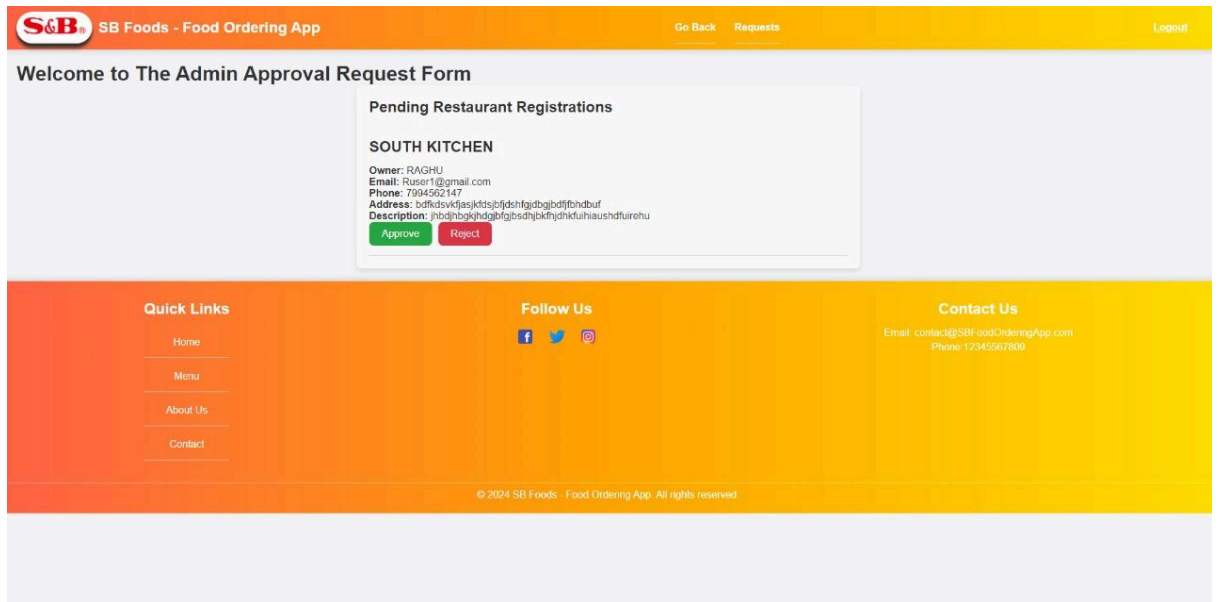 S&B® SB Foods - Food Ordering App Go Back Requests Logout
Welcome to The Admin Approval Request Form
Pending Restaurant Registrations
SOUTH KITCHEN
Owner: RAGHU
Email: Ruser1@gmail.com
Phone: 7994562147
Address: bdfkdsvkfjasjkfdsjbfjdshfgjdbgjbdfjfbhdbuf
Description: jhbdjhbgkjhdgjbfgjbsdhjbkfhjdhkfuihiaushdfuirehu
Approve Reject
Quick Links
Home
Menu
About Us
Contact
Follow Us
Contact Us
Email: contact@SBFoodOrderingApp.com
Phone:12345567809
© 2024 SB Foods - Food Ordering App. All rights reserved.